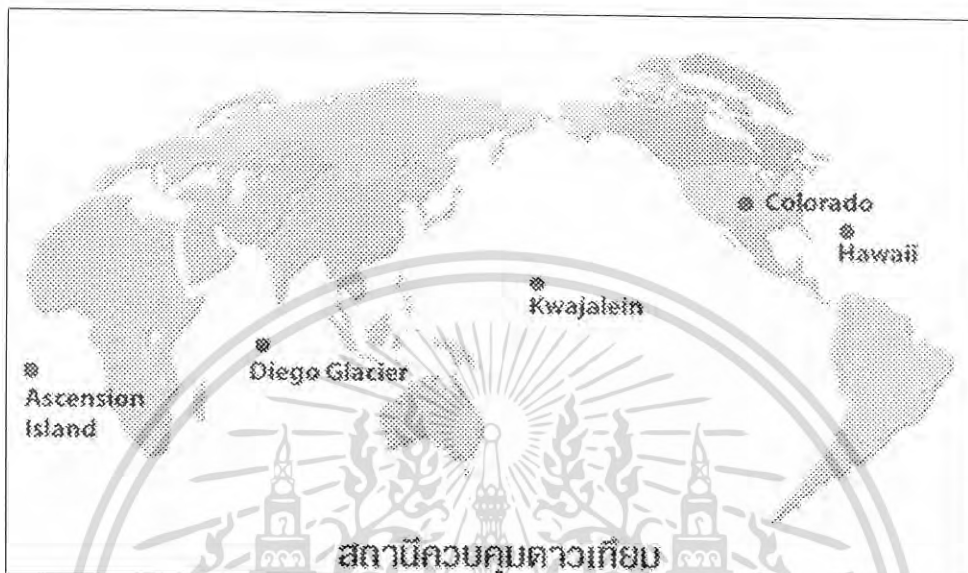 Colorado
Hawaii
Kwajalein
Diego Glacier
Ascension
Island
สถานีควบคุมดาวเทียม